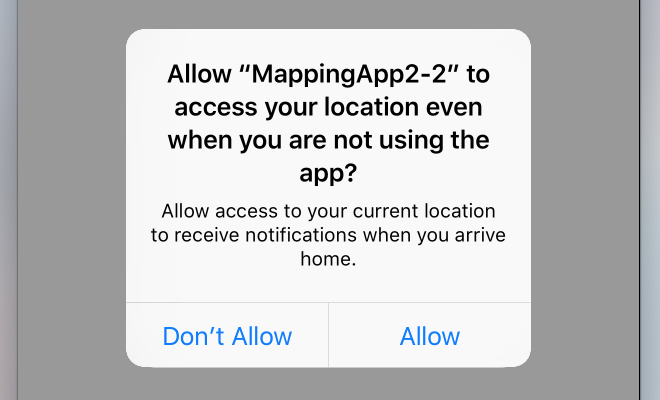 Allow “MappingApp2-2” to
access your location even
when you are not using the
app?
Allow access to your current location
to receive notifications when you arrive
home.
Don’t Allow
Allow